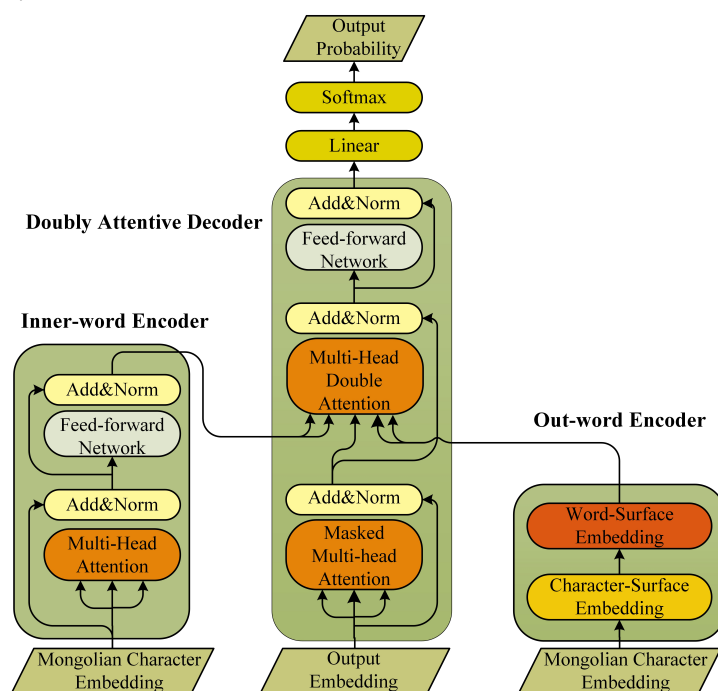 Output
Probability
Softmax
Linear
Doubly Attentive Decoder
Add&Norm
Feed-forward
Network
Add&Norm
Multi-Head
Double
Attention
Add&Norm
Masked
Multi-head
Attention
Output
Embedding
Inner-word Encoder
Add&Norm
Feed-forward
Network
Add&Norm
Multi-Head
Attention
Mongolian Character
Embedding
Out-word Encoder
Word-Surface
Embedding
Character-Surface
Embedding
Mongolian Character
Embedding